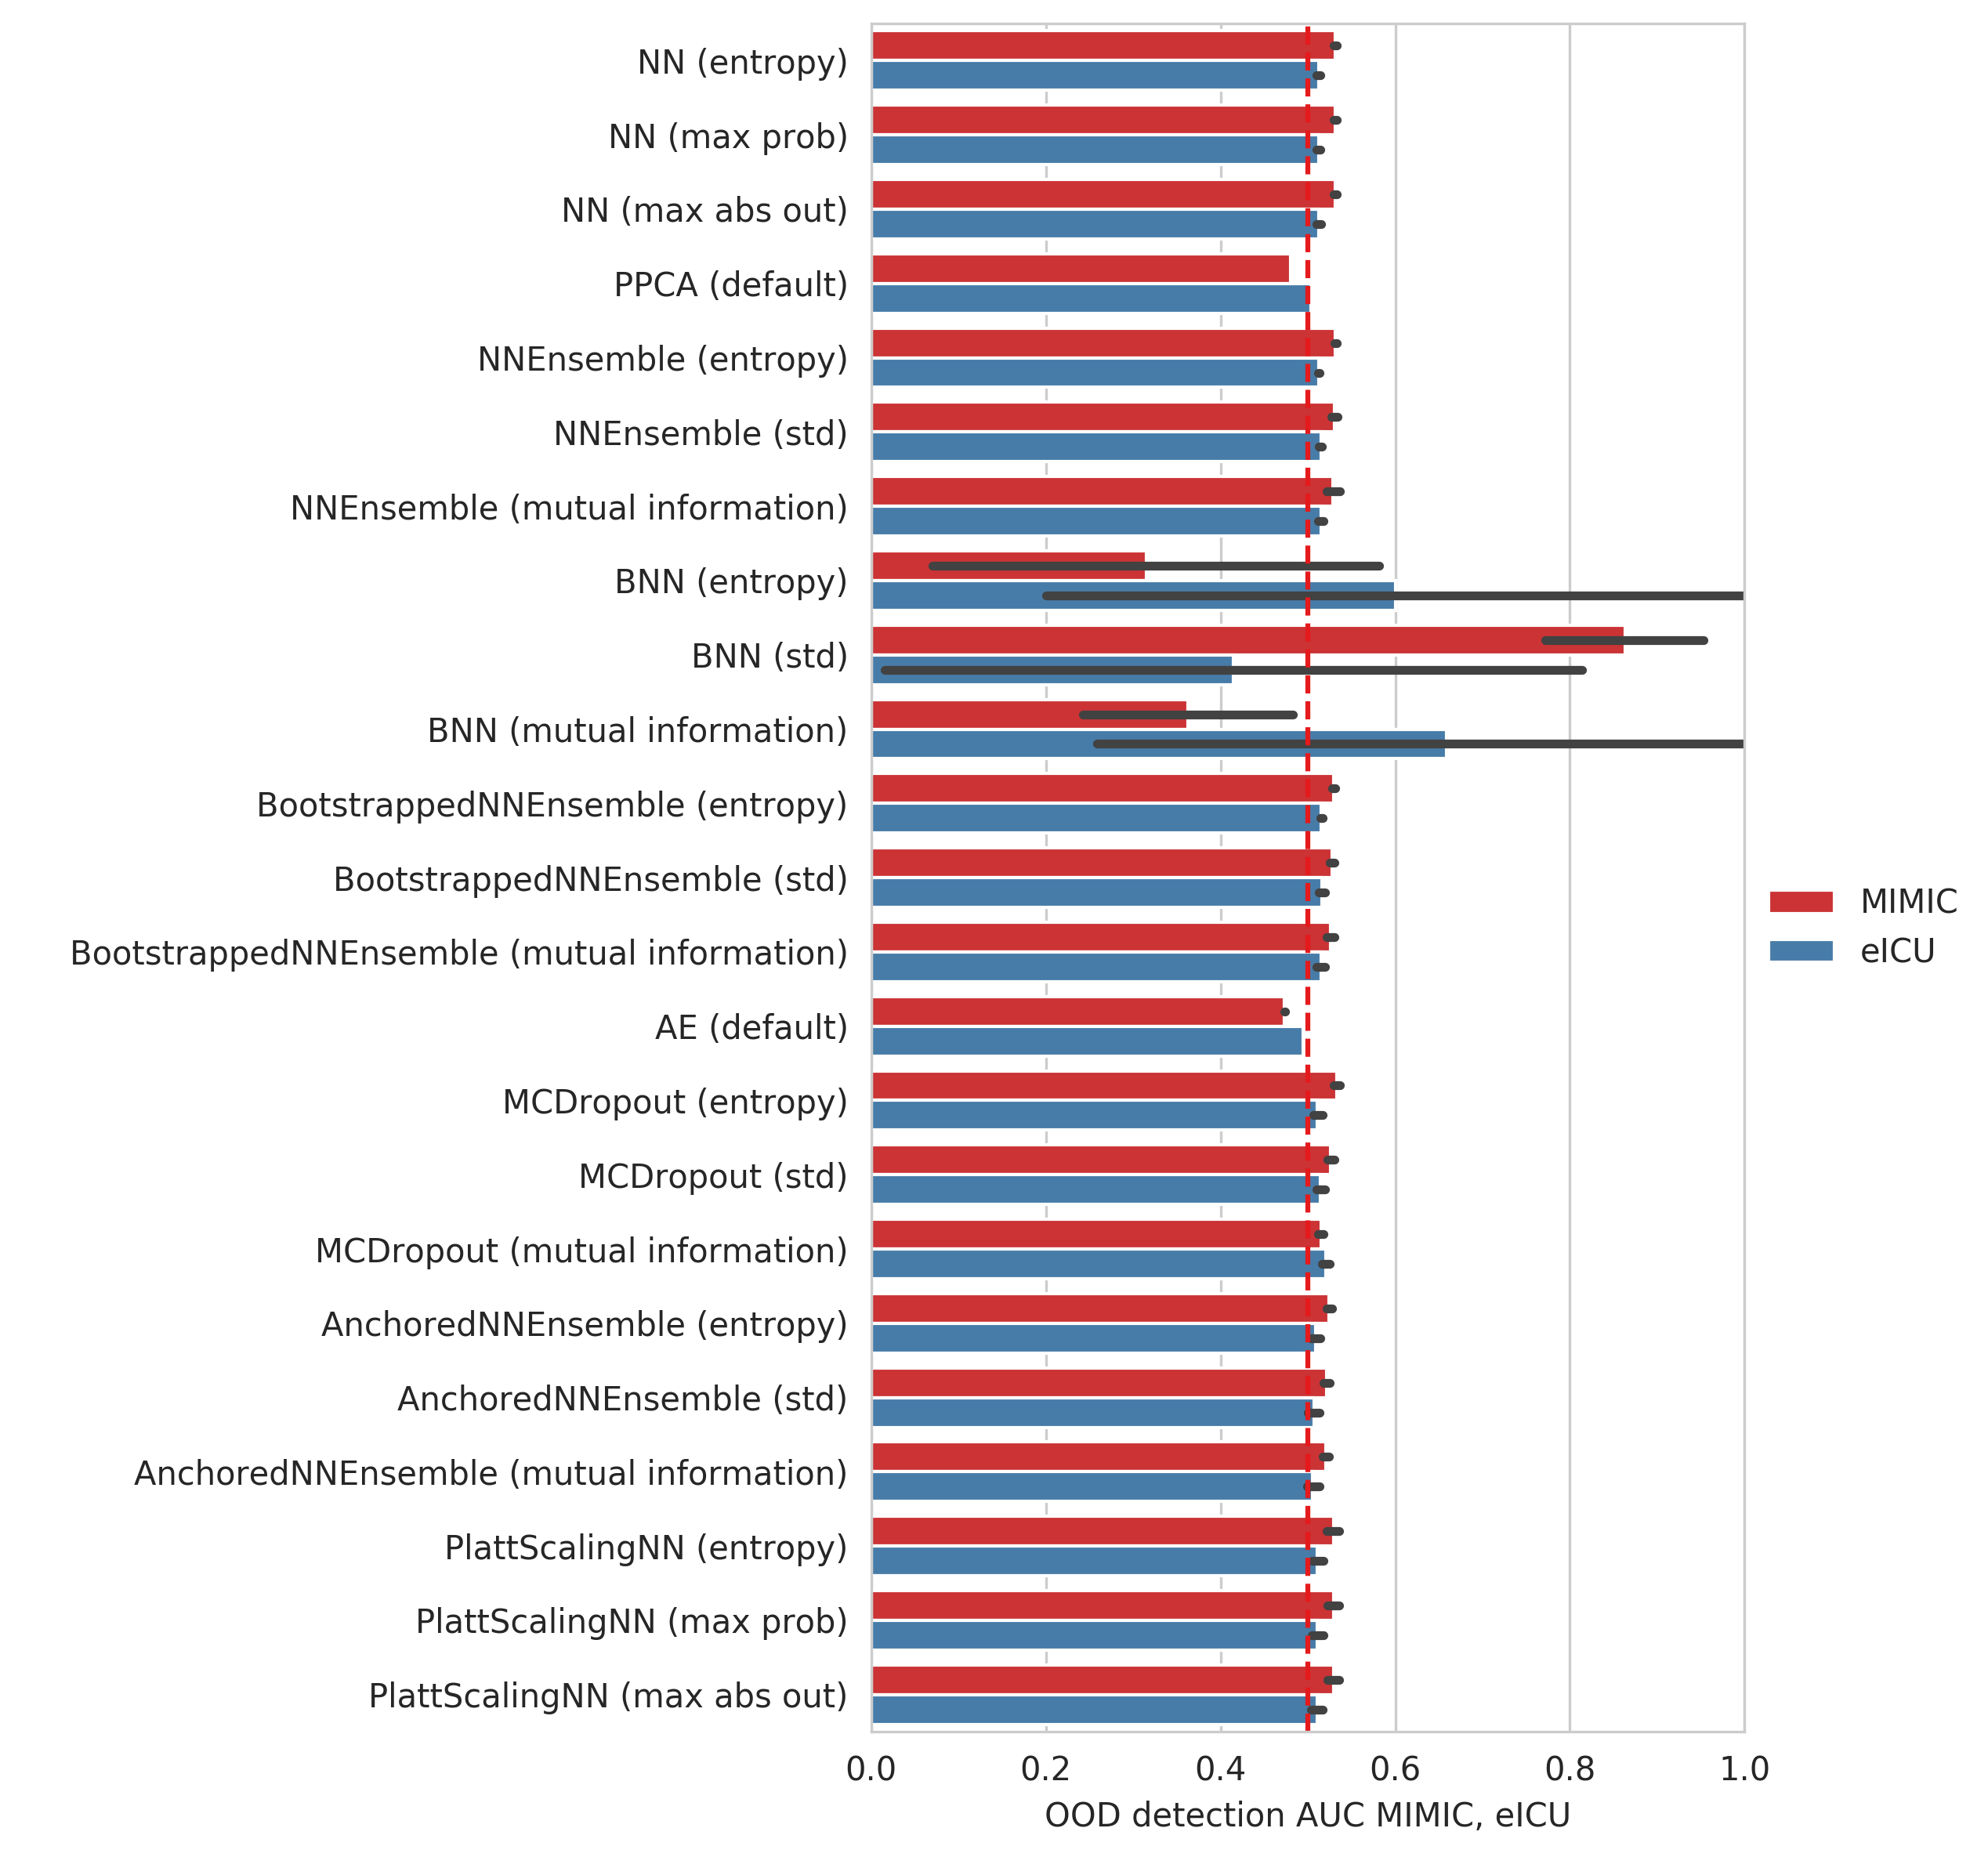 NN (entropy)
NN (max prob)
NN (max abs out)
PPCA (default)
NNEnsemble (entropy)
NNEnsemble (std)
NNEnsemble (mutual information)
BNN (entropy)
BNN (std)
BNN (mutual information)
BootstrappedNNEnsemble (entropy)
BootstrappedNNEnsemble (std)
BootstrappedNNEnsemble (mutual information)
AE (default)
MCDropout (entropy)
MCDropout (std)
MCDropout (mutual information)
AnchoredNNEnsemble (entropy)
AnchoredNNEnsemble (std)
AnchoredNNEnsemble (mutual information)
PlattScalingNN (entropy)
PlattScalingNN (max prob)
PlattScalingNN (max abs out)
MIMIC
eICU
0.0 0.2 0.4 0.6 0.8 1.0
OOD detection AUC MIMIC, eICU